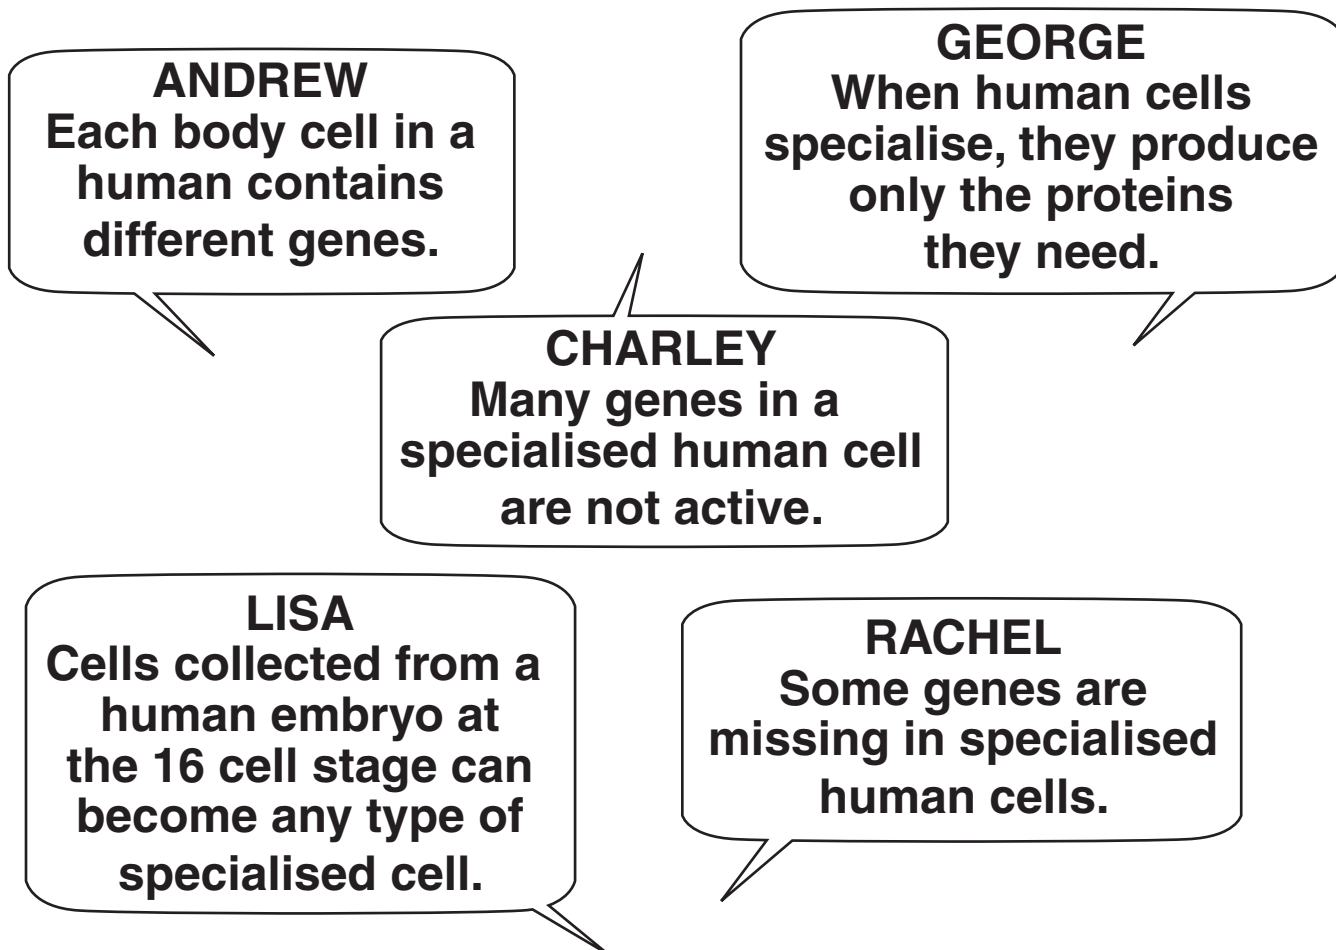 ANDREW
Each body cell in a
human contains
different genes.
GEORGE
When human cells
specialise, they produce
only the proteins
they need.
CHARLEY
Many genes in a
specialised human cell
are not active.
LISA
Cells collected from a
human embryo at
the 16 cell stage can
become any type of
specialised cell.
RACHEL
Some genes are
missing in specialised
human cells.